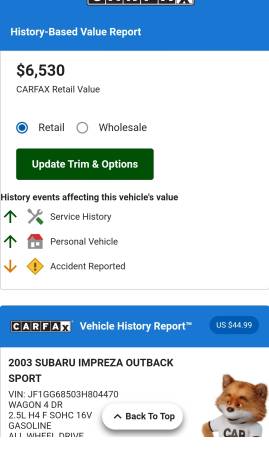 CARFAX
History-Based Value Report
$6,530
CARFAX Retail Value
Retail
Wholesale
Update Trim & Options
History events affecting this vehicle's value
Service History
Personal Vehicle
Accident Reported
CARFAX Vehicle History Report™
US $44.99
2003 SUBARU IMPREZA OUTBACK
SPORT
VIN: JF1GG68503H804470
WAGON 4 DR
2.5L H4 F SOHC 16V
GASOLINE
ALL WHEEL DRIVE
Back To Top
CAR